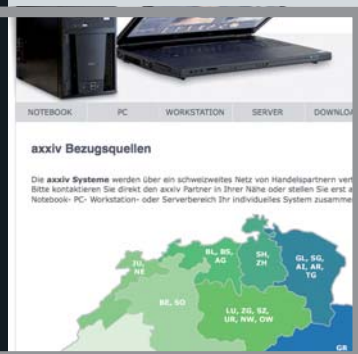 NOTEBOOK PC WORKSTATION SERVER DOWNLOA
axxiv Bezugsquellen
Die axxiv Systeme werden über ein schweizweites Netz von Handelspartnern vert
Bitte kontaktieren Sie direkt den axxiv Partner in Ihrer Nähe oder stellen Sie erst a
Notebook- PC- Workstation- oder Serverbereich Ihr individuelles System zusamme
JU,
NE
BL, BS,
AG
SH,
ZH
GL, SG,
AI, AR,
TG
BE, SO
LU, ZG, SZ,
UR, NW, OW
GR